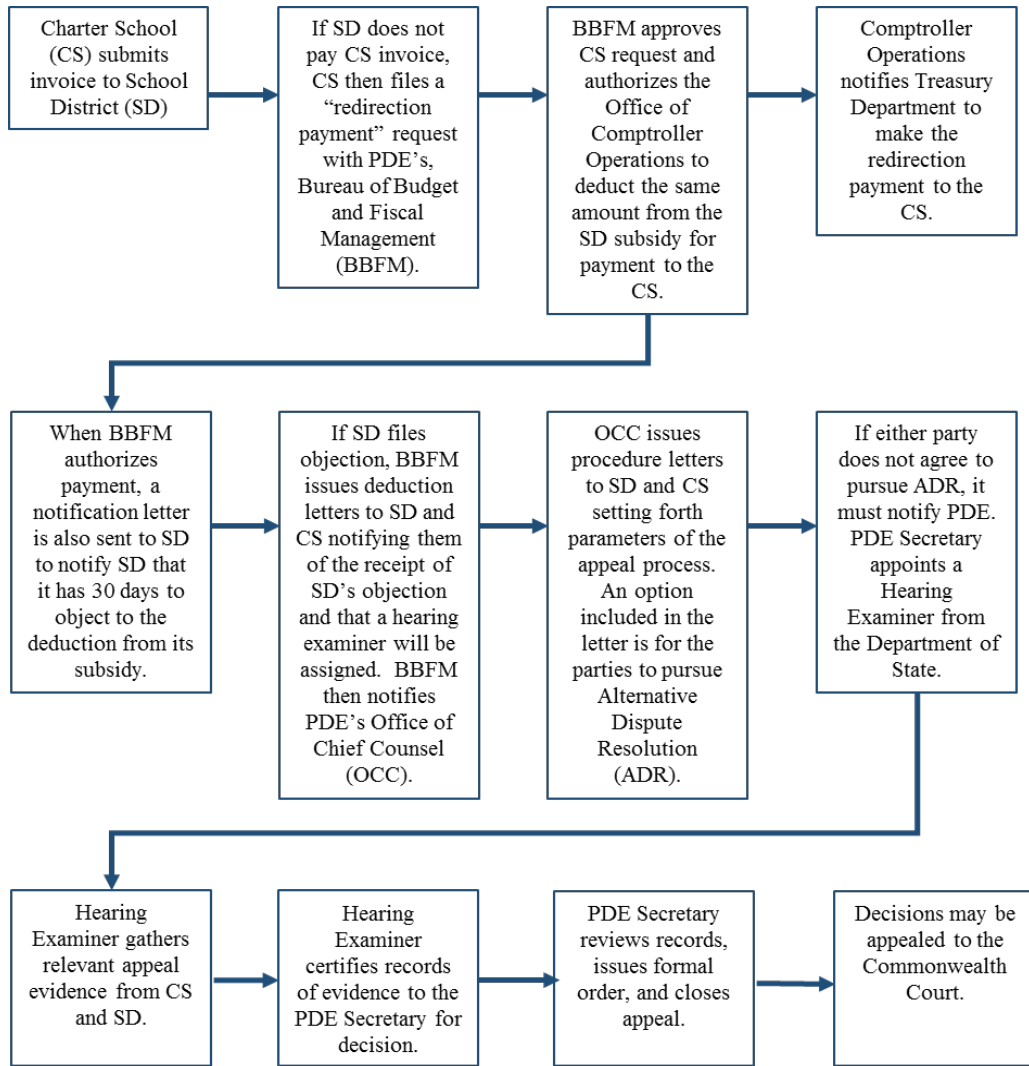 Charter School
(CS) submits
invoice to School
District (SD)
If SD does not
pay CS invoice,
CS then files a
“redirection
payment” request
with PDE’s,
Bureau of Budget
and Fiscal
Management
(BBFM).
BBFM approves
CS request and
authorizes the
Office of
Comptroller
Operations to
deduct the same
amount from the
SD subsidy for
payment to the
CS.
Comptroller
Operations
notifies Treasury
Department to
make the
redirection
payment to the
CS.
When BBFM
authorizes
payment, a
notification letter
is also sent to SD
to notify SD that
it has 30 days to
object to the
deduction from its
subsidy.
If SD files
objection, BBFM
issues deduction
letters to SD and
CS notifying them
of the receipt of
SD’s objection
and that a hearing
examiner will be
assigned. BBFM
then notifies
PDE’s Office of
Chief Counsel
(OCC).
OCC issues
procedure letters
to SD and CS
setting forth
parameters of the
appeal process.
An option
included in the
letter is for the
parties to pursue
Alternative
Dispute
Resolution
(ADR).
If either party
does not agree to
pursue ADR, it
must notify PDE.
PDE Secretary
appoints a
Hearing
Examiner from
the Department of
State.
Hearing
Examiner gathers
relevant appeal
evidence from CS
and SD.
Hearing
Examiner
certifies records
of evidence to the
PDE Secretary for
decision.
PDE Secretary
reviews records,
issues formal
order, and closes
appeal.
Decisions may be
appealed to the
Commonwealth
Court.